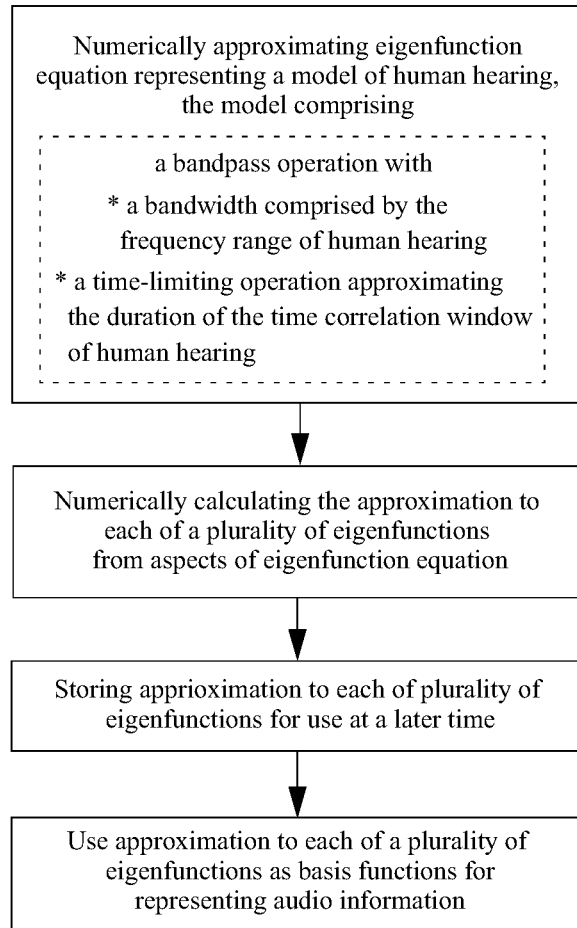 Numerically approximating eigenfunction
equation representing a model of human hearing,
the model comprising
a bandpass operation with
* a bandwidth comprised by the
frequency range of human hearing
* a time-limiting operation approximating
the duration of the time correlation window
of human hearing
Numerically calculating the approximation to
each of a plurality of eigenfunctions
from aspects of eigenfunction equation
Storing apprioximation to each of plurality of
eigenfunctions for use at a later time
Use approximation to each of a plurality of
eigenfunctions as basis functions for
representing audio information